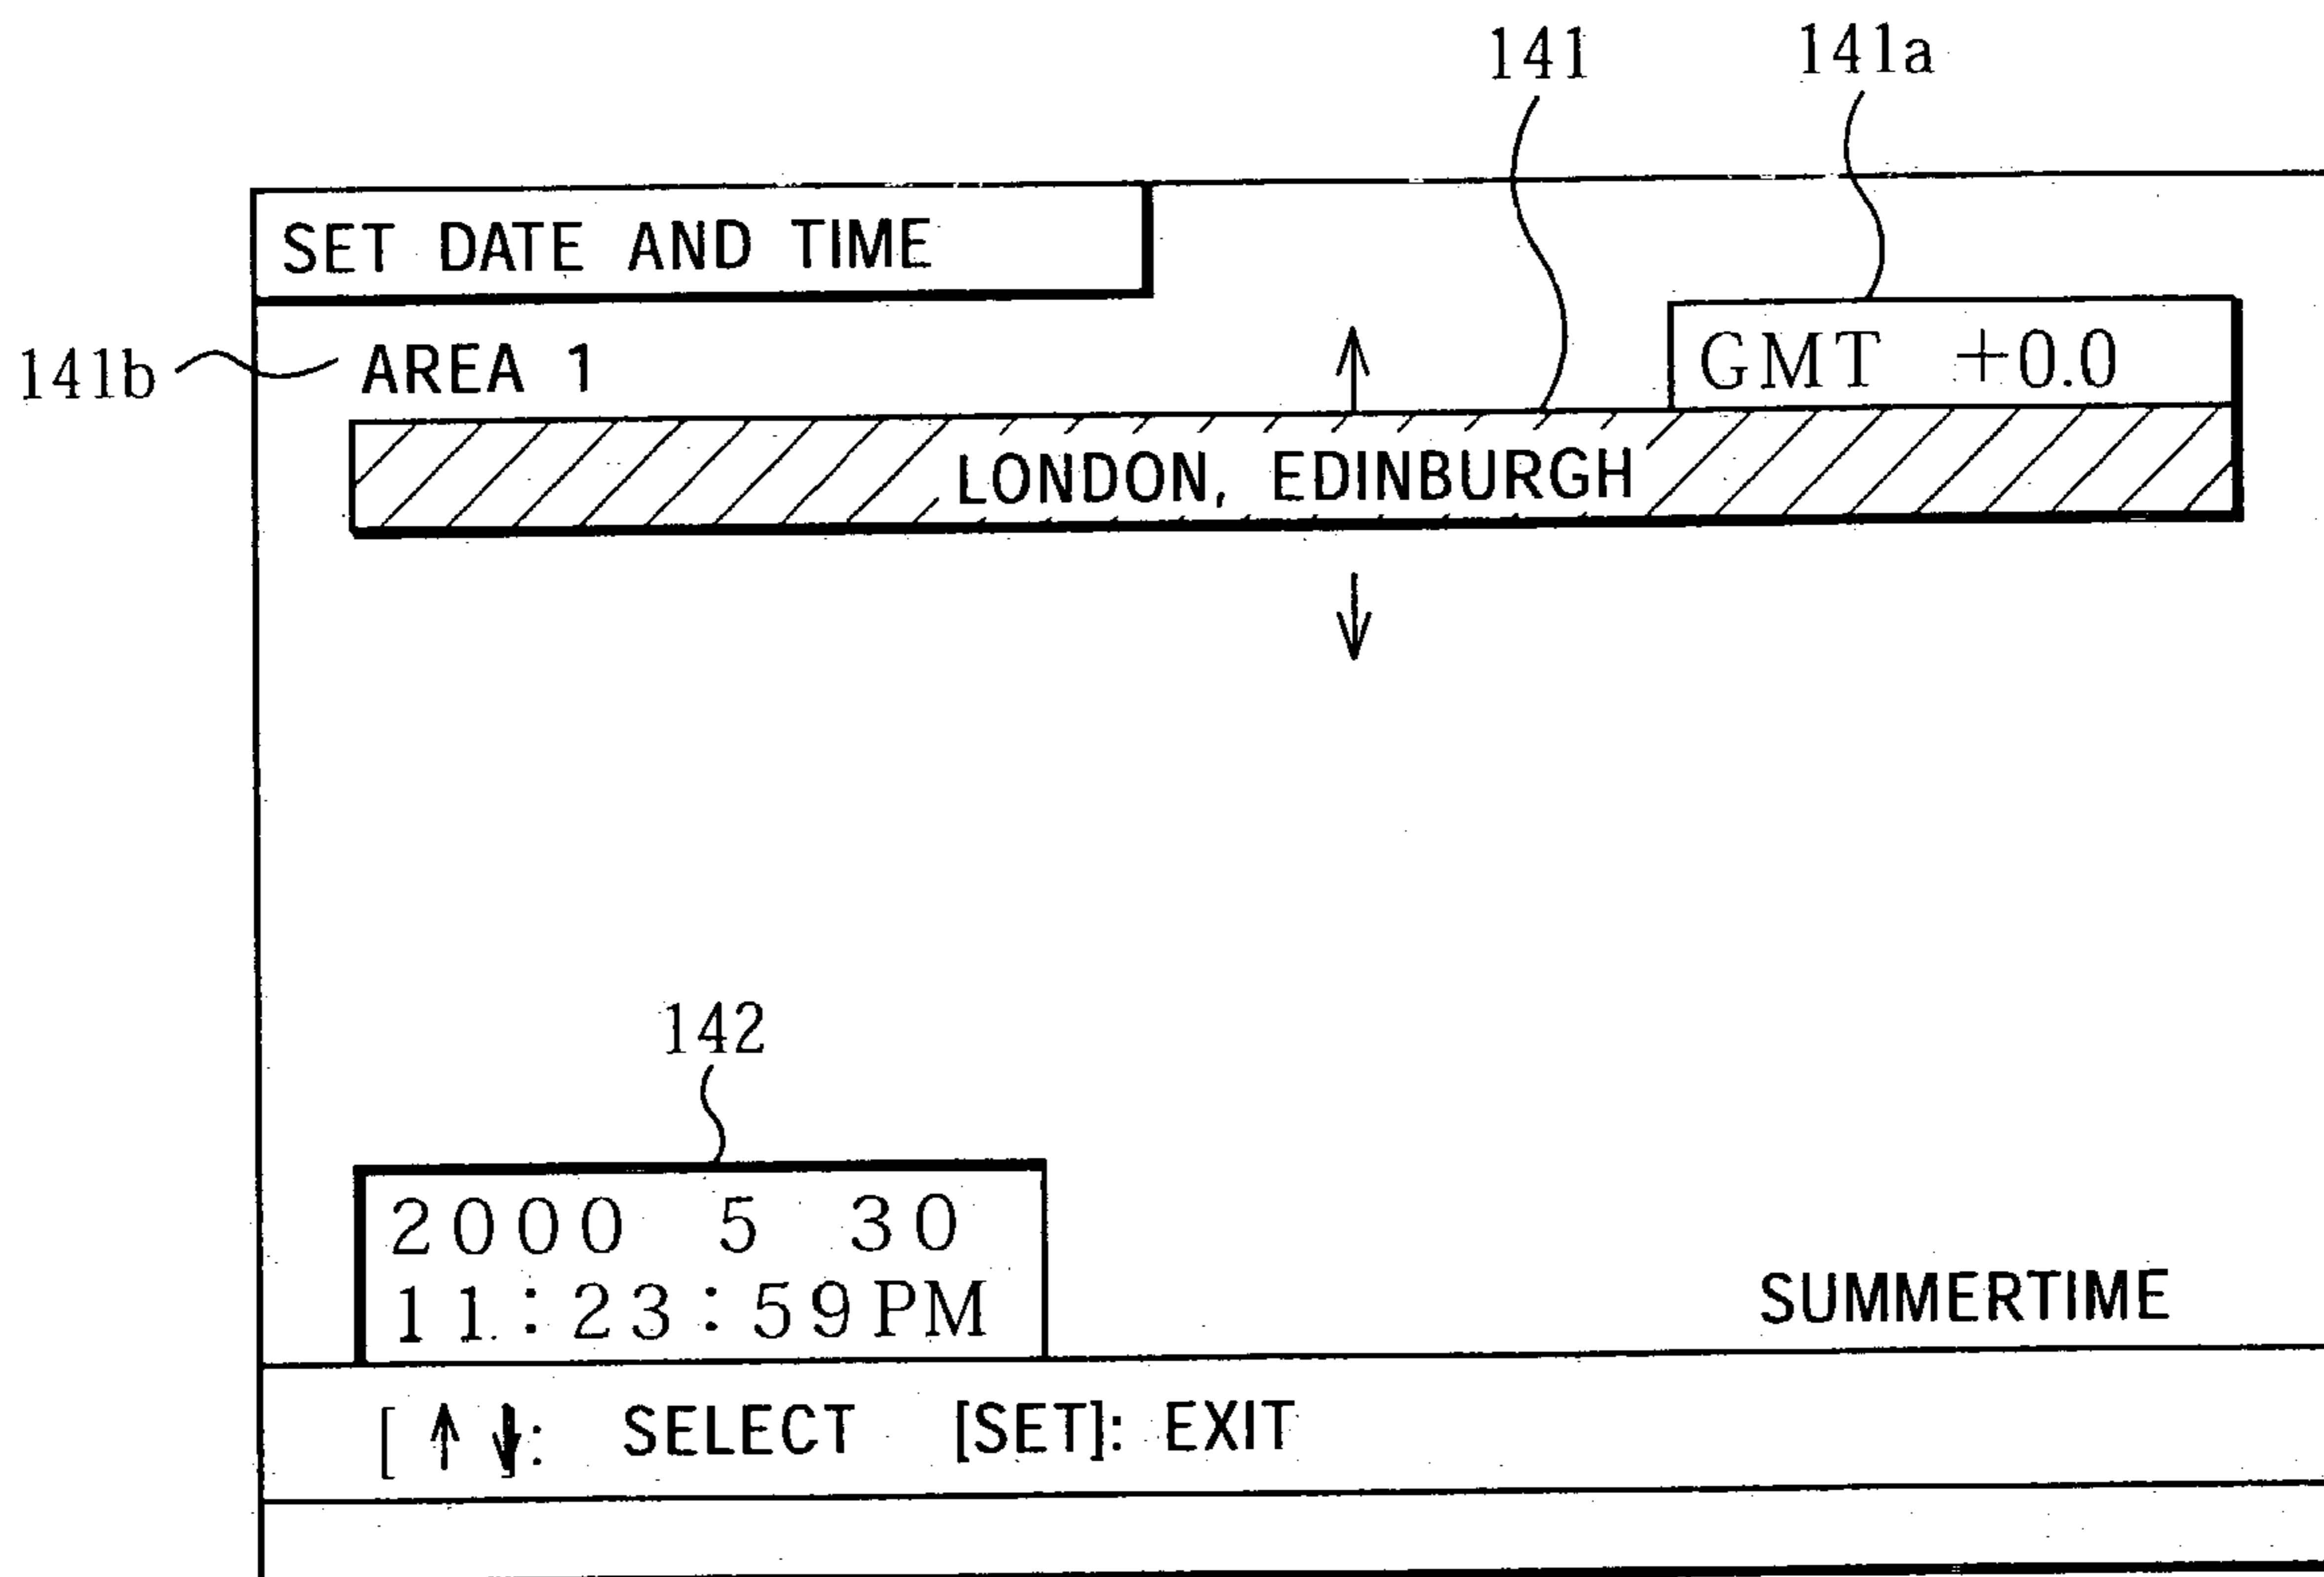 141 141a
SET DATE AND TIME
141b AREA 1 ↑ GMT +0.0
LONDON, EDINBURGH
↓
142
2000 5 30
11:23:59PM SUMMERTIME
[ ↑ ↓]: SELECT [SET]: EXIT